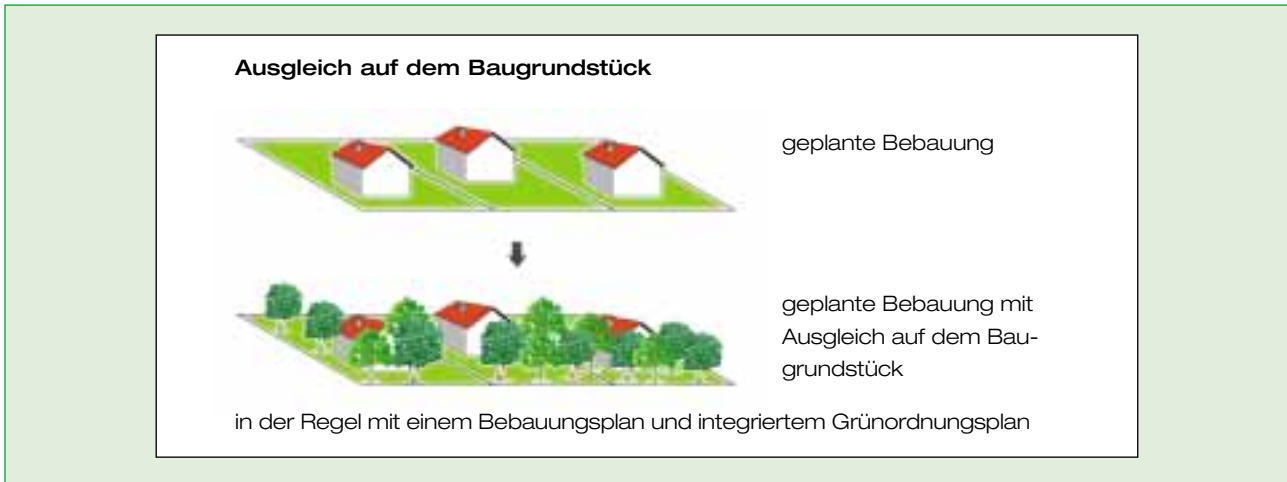 Ausgleich auf dem Baugrundstück
geplante Bebauung
geplante Bebauung mit
Ausgleich auf dem Bau-
grundstück
in der Regel mit einem Bebauungsplan und integriertem Grünordnungsplan